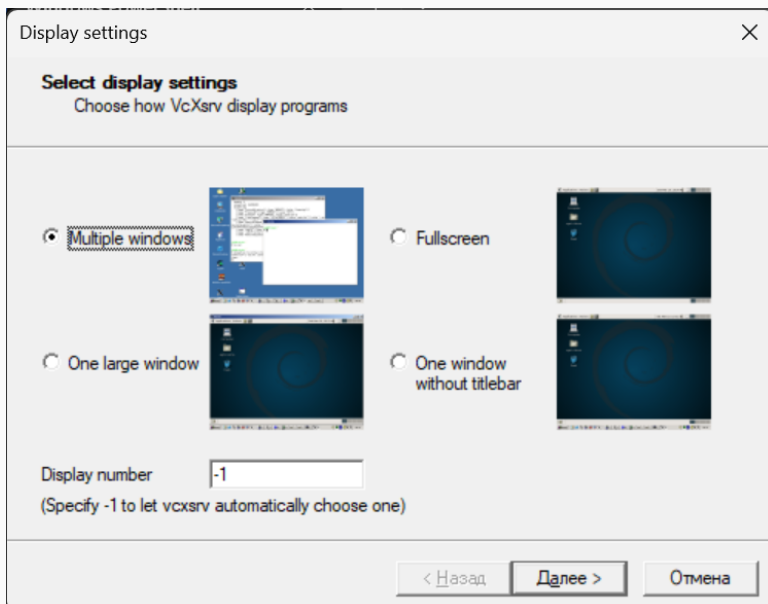 Display settings
Select display settings
Choose how VcXsrv display programs
Multiple windows
Fullscreen
One large window
One window
without titlebar
Display number
-1
(Specify -1 to let vcxsrv automatically choose one)
< Назад
Далее >
Отмена